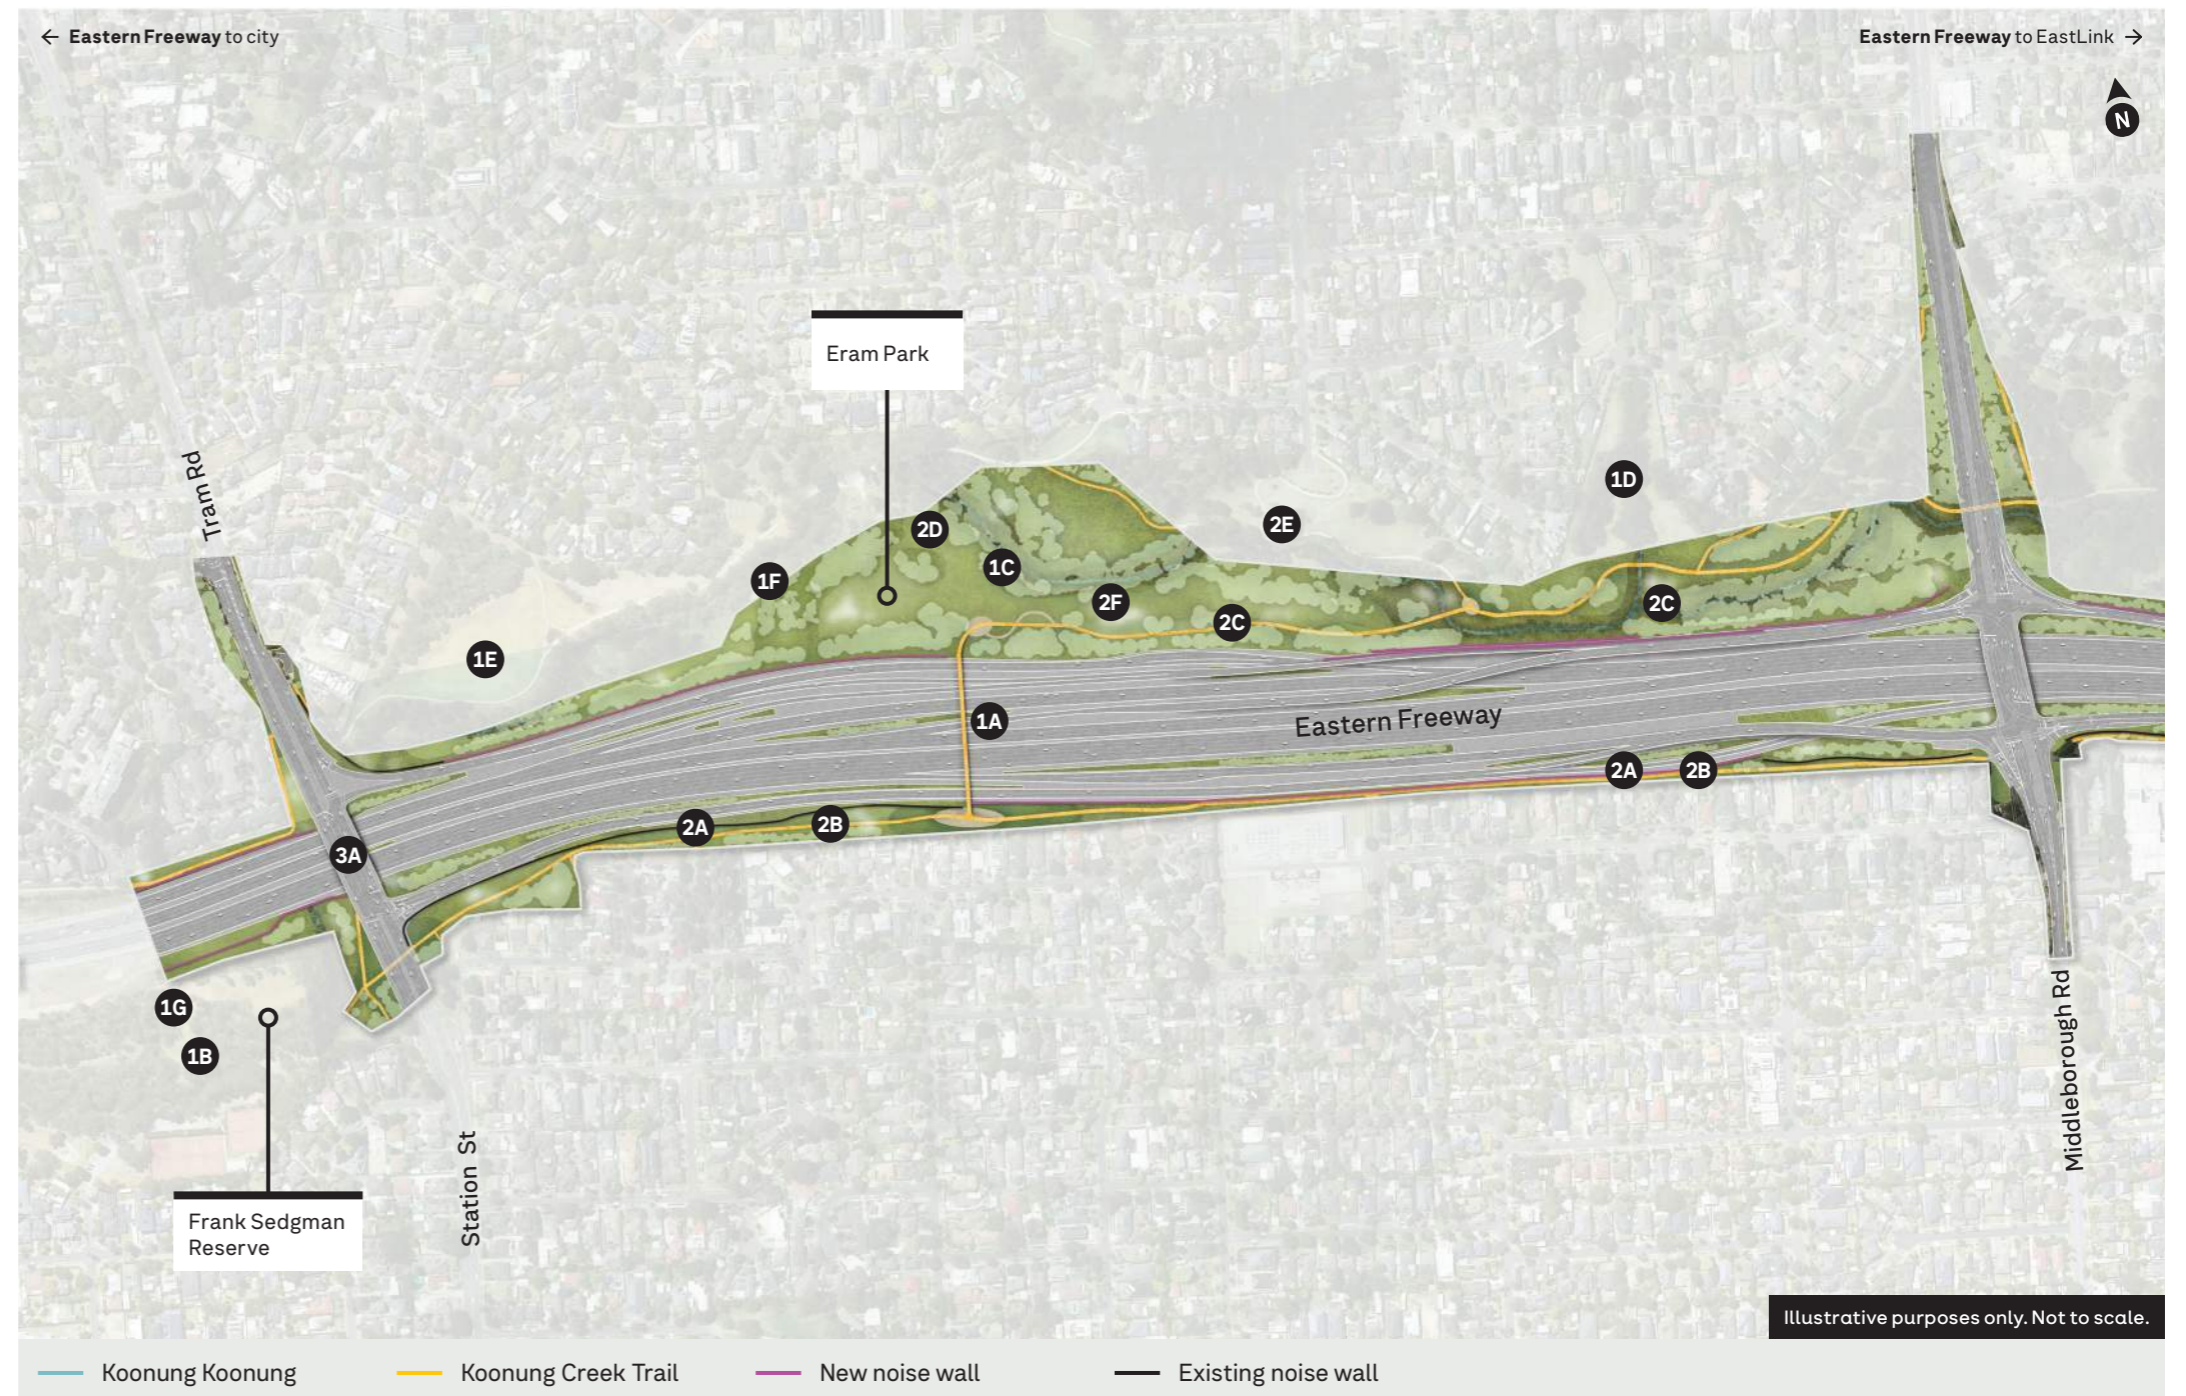 ← Eastern Freeway to city
Eastern Freeway to EastLink →
N
Eram Park
Tram Rd
1D
2E
2D
1C
1F
2F
2C
2C
1E
1A
Eastern Freeway
2A
2B
2A
2B
3A
1G
1B
Middleborough Rd
Station St
Frank Sedgman
Reserve
Illustrative purposes only. Not to scale.
Koonung Koonung
Koonung Creek Trail
New noise wall
Existing noise wall